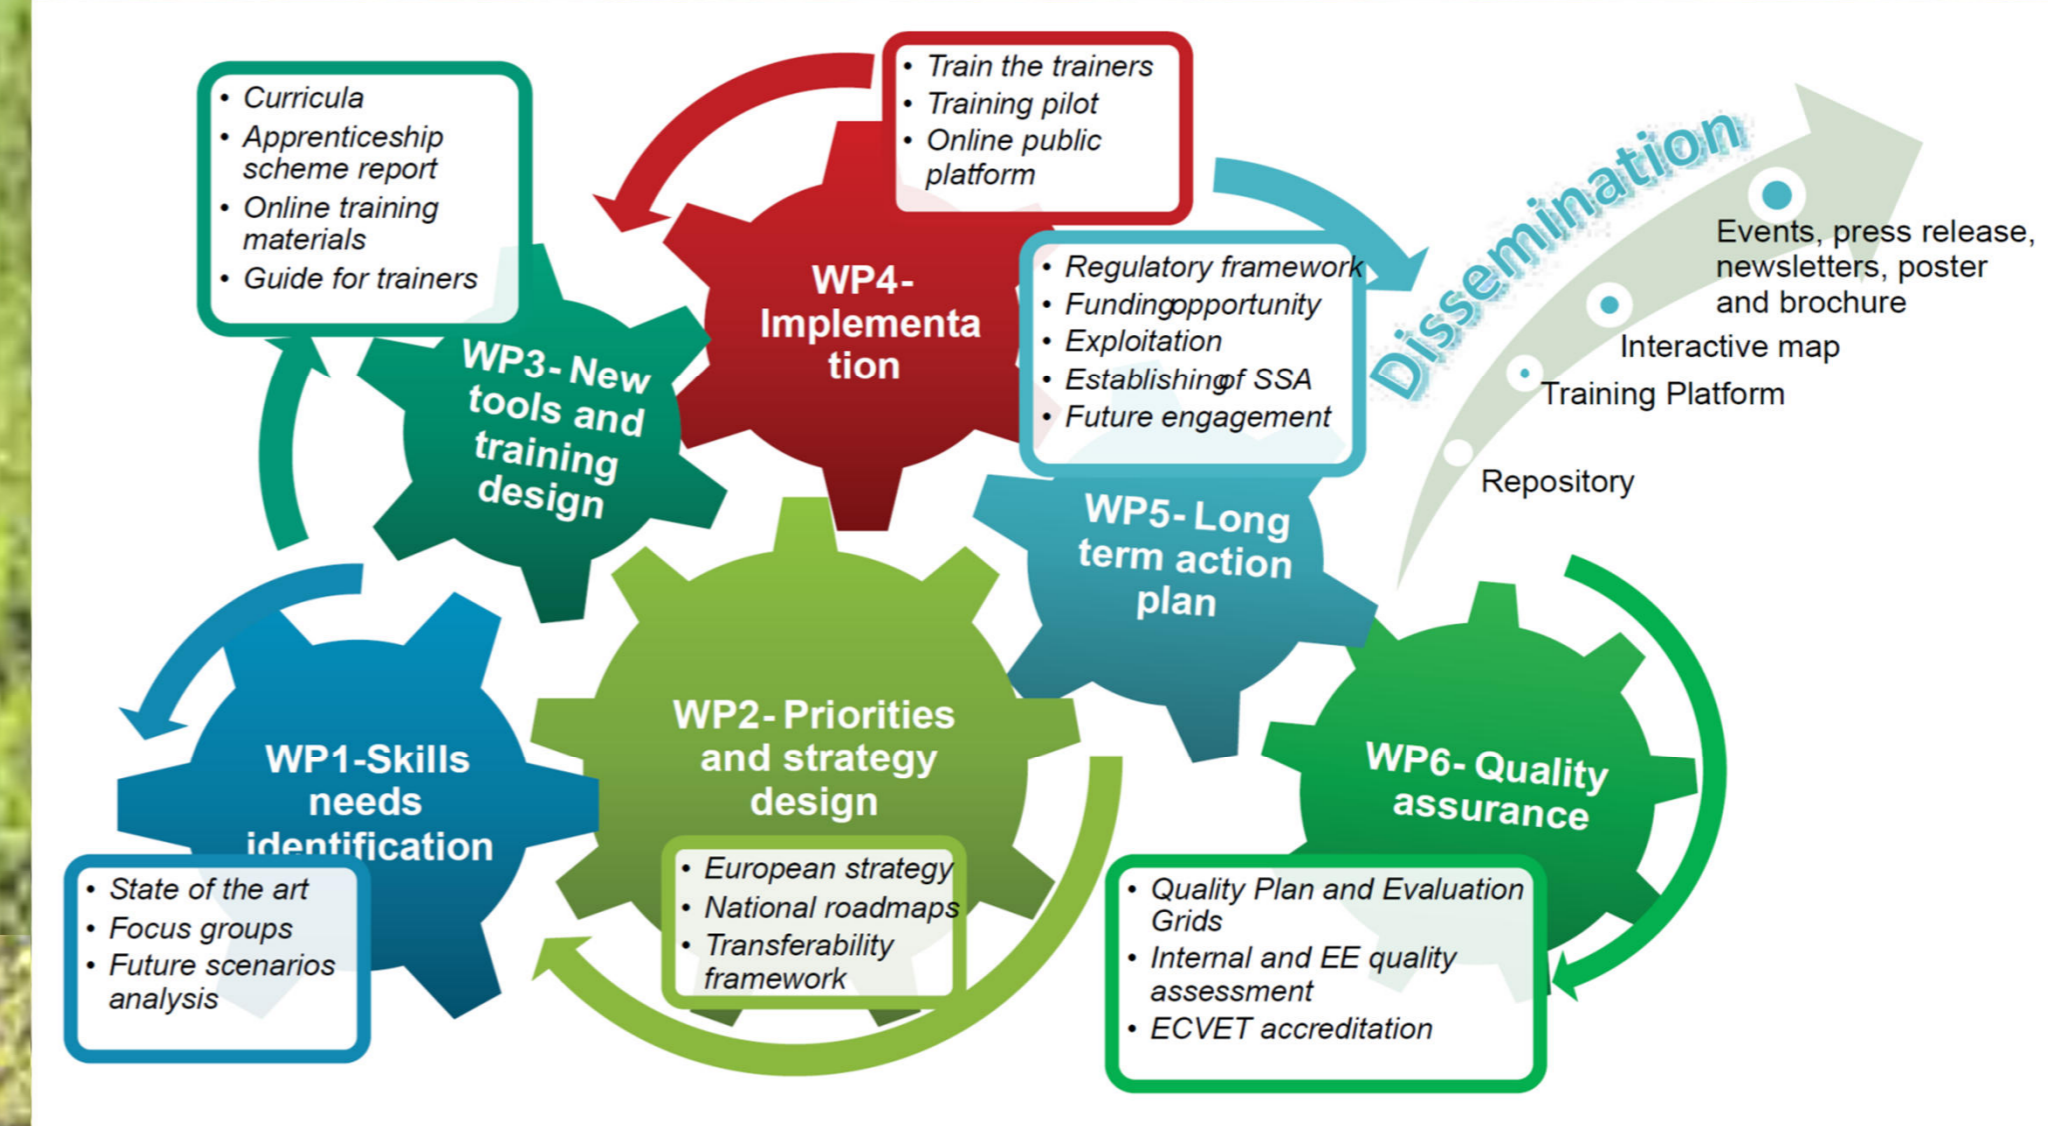 • Curricula
• Apprenticeship
scheme report
• Online training
materials
• Guide for trainers
• Train the trainers
• Training pilot
• Online public
platform
WP4-
Implementa
tion
WP3- New
tools and
training
design
• Regulatory framework
• Fundingopportunity
• Exploitation
• Establishingof SSA
• Future engagement
WP5- Long
term action
plan
Dissemination
Events, press release,
newsletters, poster
and brochure
Interactive map
Training Platform
Repository
WP1-Skills
needs
identification
• State of the art
• Focus groups
• Future scenarios
analysis
WP2- Priorities
and strategy
design
• European strategy
• National roadmaps
• Transferability
framework
WP6- Quality
assurance
• Quality Plan and Evaluation
Grids
• Internal and EE quality
assessment
• ECVET accreditation